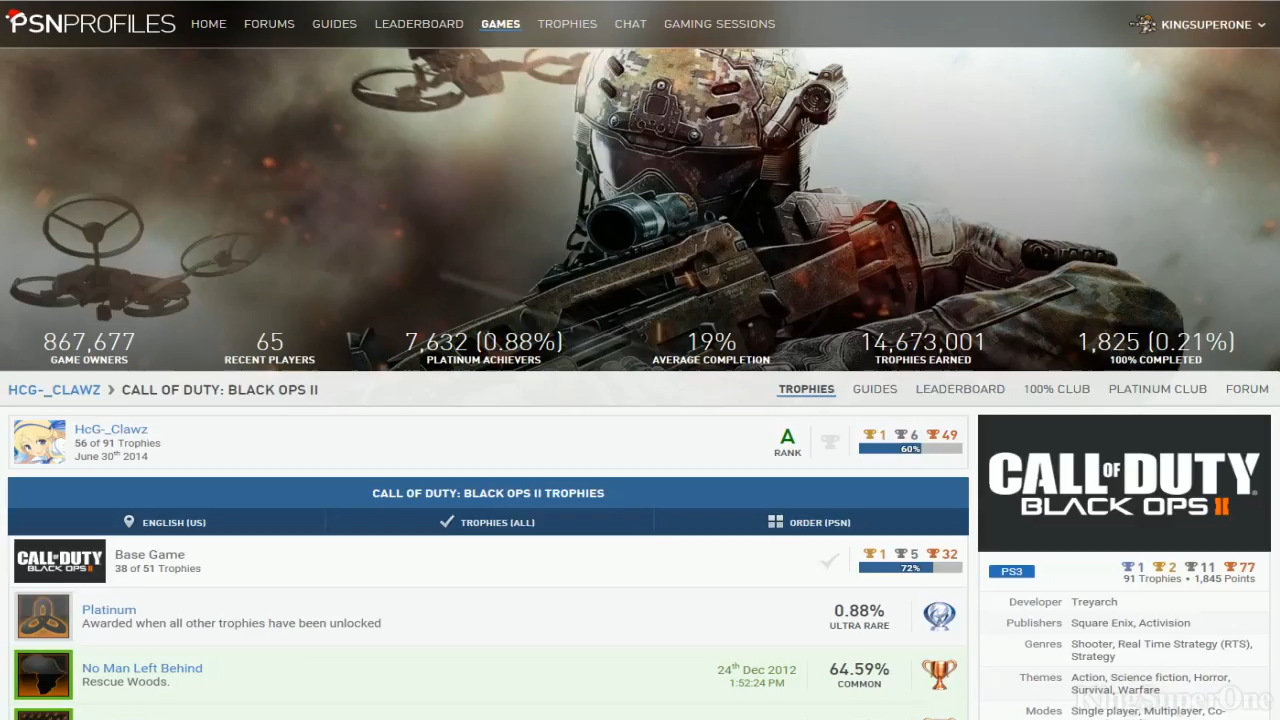 PSNPROFILES HOME FORUMS GUIDES LEADERBOARD GAMES TROPHIES CHAT GAMING SESSIONS KINGSUPERONE
867,677 65 7,632 (0.88%) 19% 14,673,001 1,825 (0.21%)
GAME OWNERS RECENT PLAYERS PLATINUM ACHIEVERS AVERAGE COMPLETION TROPHIES EARNED 100% COMPLETED
HCG-_CLAWZ CALL OF DUTY: BLACK OPS II TROPHIES GUIDES LEADERBOARD 100% CLUB PLATINUM CLUB FORUM
HcG-_Clawz
56 of 91 Trophies
June 30th 2014
A
RANK
1 6 49
60%
CALL OF DUTY: BLACK OPS II TROPHIES
ENGLISH (US) TROPHIES (ALL) ORDER (PSN)
CALL OF DUTY
BLACK OPS II
Base Game
38 of 51 Trophies
1 5 32
72%
Platinum
Awarded when all other trophies have been unlocked
0.88%
ULTRA RARE
No Man Left Behind
Rescue Woods.
24th Dec 2012
1:52:24 PM
64.59%
COMMON
CALL OF DUTY
BLACK OPS II
PS3
1 2 11 77
91 Trophies • 1,845 Points
Developer Treyarch
Publishers Square Enix, Activision
Genres Shooter, Real Time Strategy (RTS),
Strategy
Themes Action, Science fiction, Horror,
Survival, Warfare
Modes Single player, Multiplayer, Co-
KingSuperOne